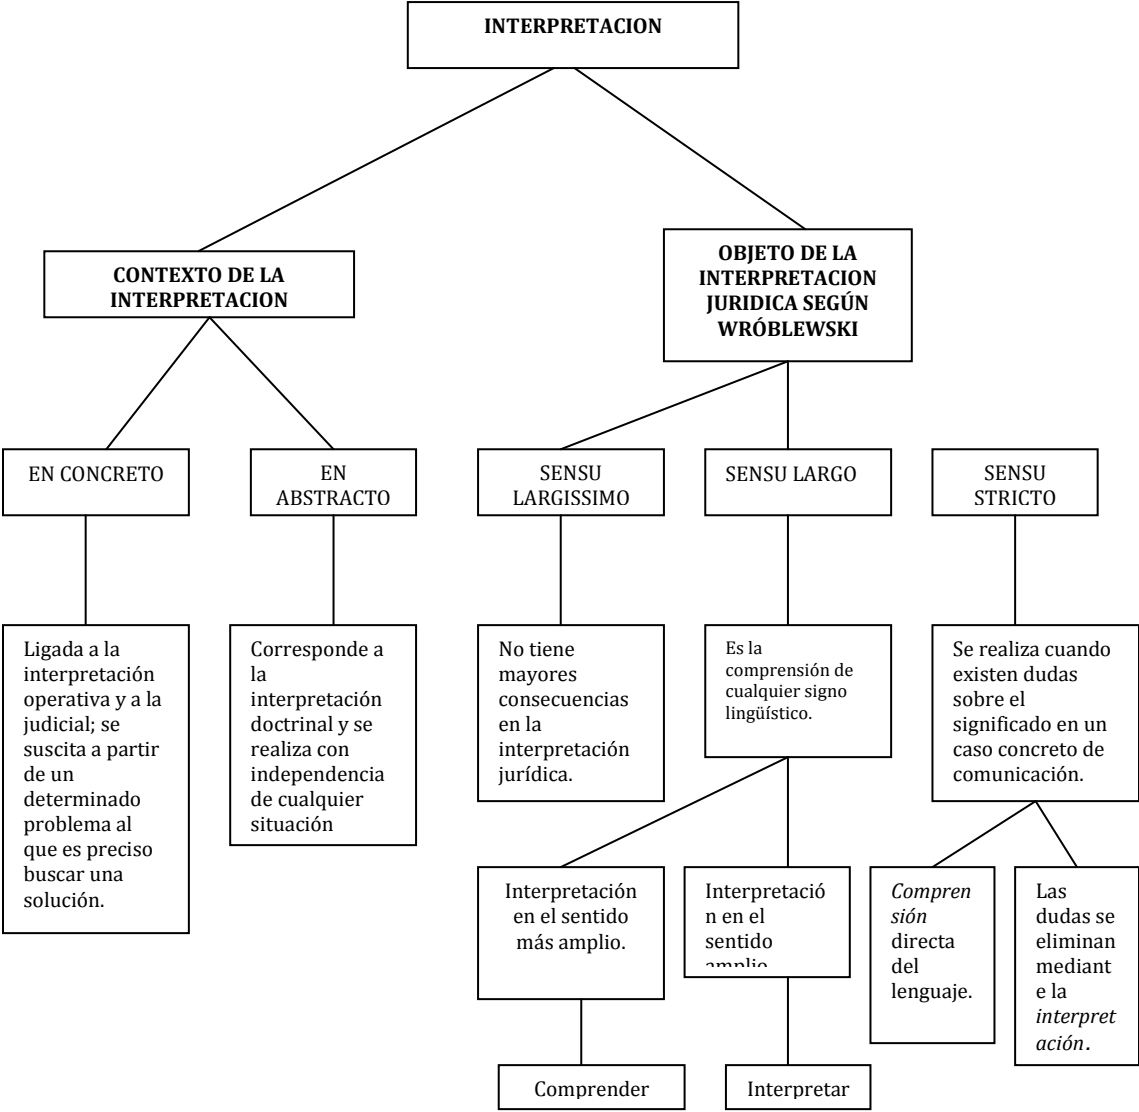 INTERPRETACION
CONTEXTO DE LA
INTERPRETACION
OBJETO DE LA
INTERPRETACION
JURIDICA SEGÚN
WRÓBLEWSKI
EN CONCRETO
EN
ABSTRACTO
SENSU
LARGISSIMO
SENSU LARGO
SENSU
STRICTO
Ligada a la
interpretación
operativa y a la
judicial; se
suscita a partir
de un
determinado
problema al
que es preciso
buscar una
solución.
Corresponde a
la
interpretación
doctrinal y se
realiza con
independencia
de cualquier
situación
No tiene
mayores
consecuencias
en la
interpretación
jurídica.
Es la
comprensión de
cualquier signo
lingüístico.
Se realiza cuando
existen dudas
sobre el
significado en un
caso concreto de
comunicación.
Interpretación
en el sentido
más amplio.
Interpretació
n en el
sentido
amplio
Compren
sión
directa
del
lenguaje.
Las
dudas se
eliminan
mediant
e la
interpret
ación.
Comprender
Interpretar